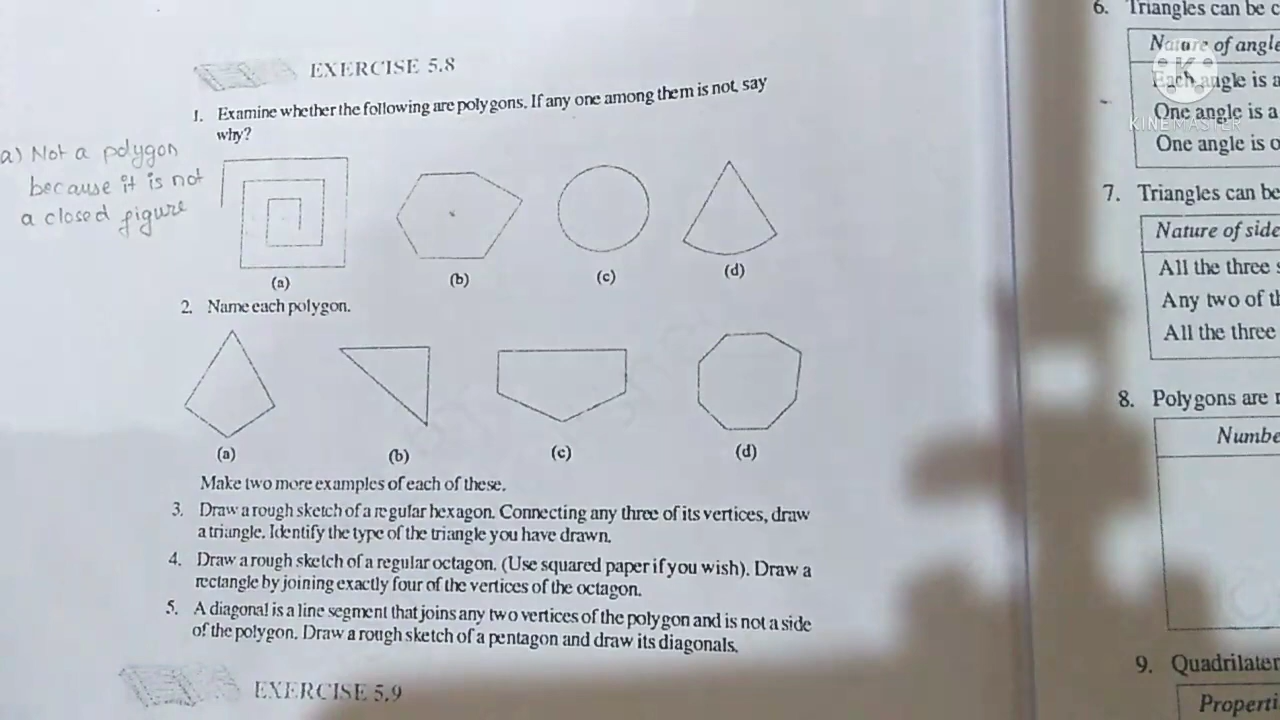 EXERCISE 5.8
1. Examine whether the following are polygons. If any one among them is not, say
why?
a) Not a polygon
because it is not
a closed figure
(a)
(b)
(c)
(d)
2. Name each polygon.
(a)
(b)
(c)
(d)
Make two more examples of each of these.
3. Draw a rough sketch of a regular hexagon. Connecting any three of its vertices, draw
a triangle. Identify the type of the triangle you have drawn.
4. Draw a rough sketch of a regular octagon. (Use squared paper if you wish). Draw a
rectangle by joining exactly four of the vertices of the octagon.
5. A diagonal is a line segment that joins any two vertices of the polygon and is not a side
of the polygon. Draw a rough sketch of a pentagon and draw its diagonals.
EXERCISE 5.9
6. Triangles can be c
Nature of angle
Each angle is a
One angle is a
One angle is o
K
KINEMASTER
7. Triangles can be
Nature of side
All the three s
Any two of th
All the three
8. Polygons are n
Numbe
9. Quadrilater
Properti